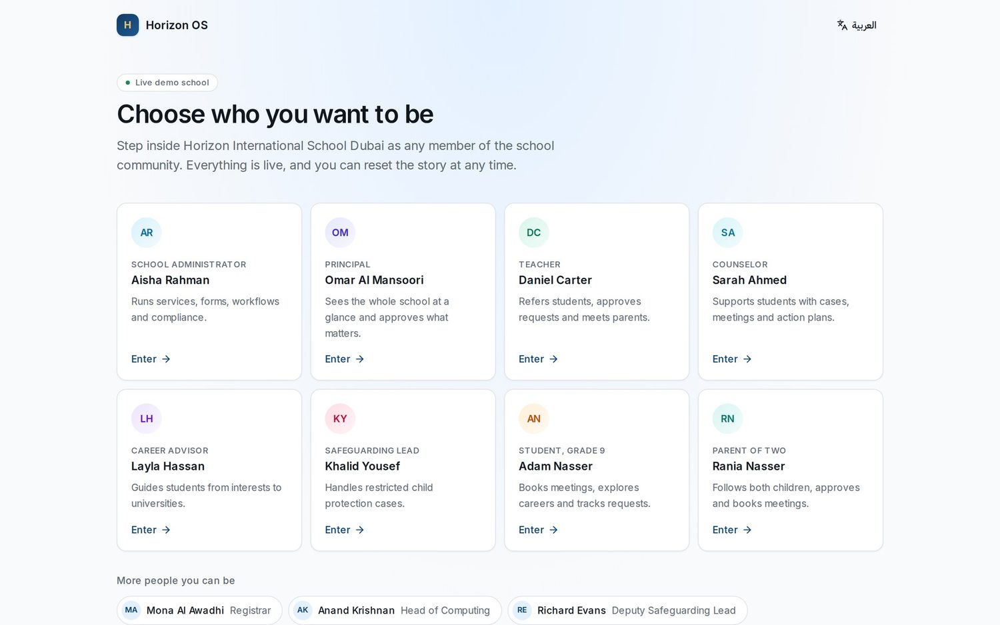 H Horizon OS
العربية
Live demo school
Choose who you want to be
Step inside Horizon International School Dubai as any member of the school
community. Everything is live, and you can reset the story at any time.
AR
SCHOOL ADMINISTRATOR
Aisha Rahman
Runs services, forms, workflows
and compliance.
Enter
OM
PRINCIPAL
Omar Al Mansoori
Sees the whole school at a
glance and approves what
matters.
Enter
DC
TEACHER
Daniel Carter
Refers students, approves
requests and meets parents.
Enter
SA
COUNSELOR
Sarah Ahmed
Supports students with cases,
meetings and action plans.
Enter
LH
CAREER ADVISOR
Layla Hassan
Guides students from interests to
universities.
Enter
KY
SAFEGUARDING LEAD
Khalid Yousef
Handles restricted child
protection cases.
Enter
AN
STUDENT, GRADE 9
Adam Nasser
Books meetings, explores
careers and tracks requests.
Enter
RN
PARENT OF TWO
Rania Nasser
Follows both children, approves
and books meetings.
Enter
More people you can be
MA Mona Al Awadhi Registrar
AK Anand Krishnan Head of Computing
RE Richard Evans Deputy Safeguarding Lead